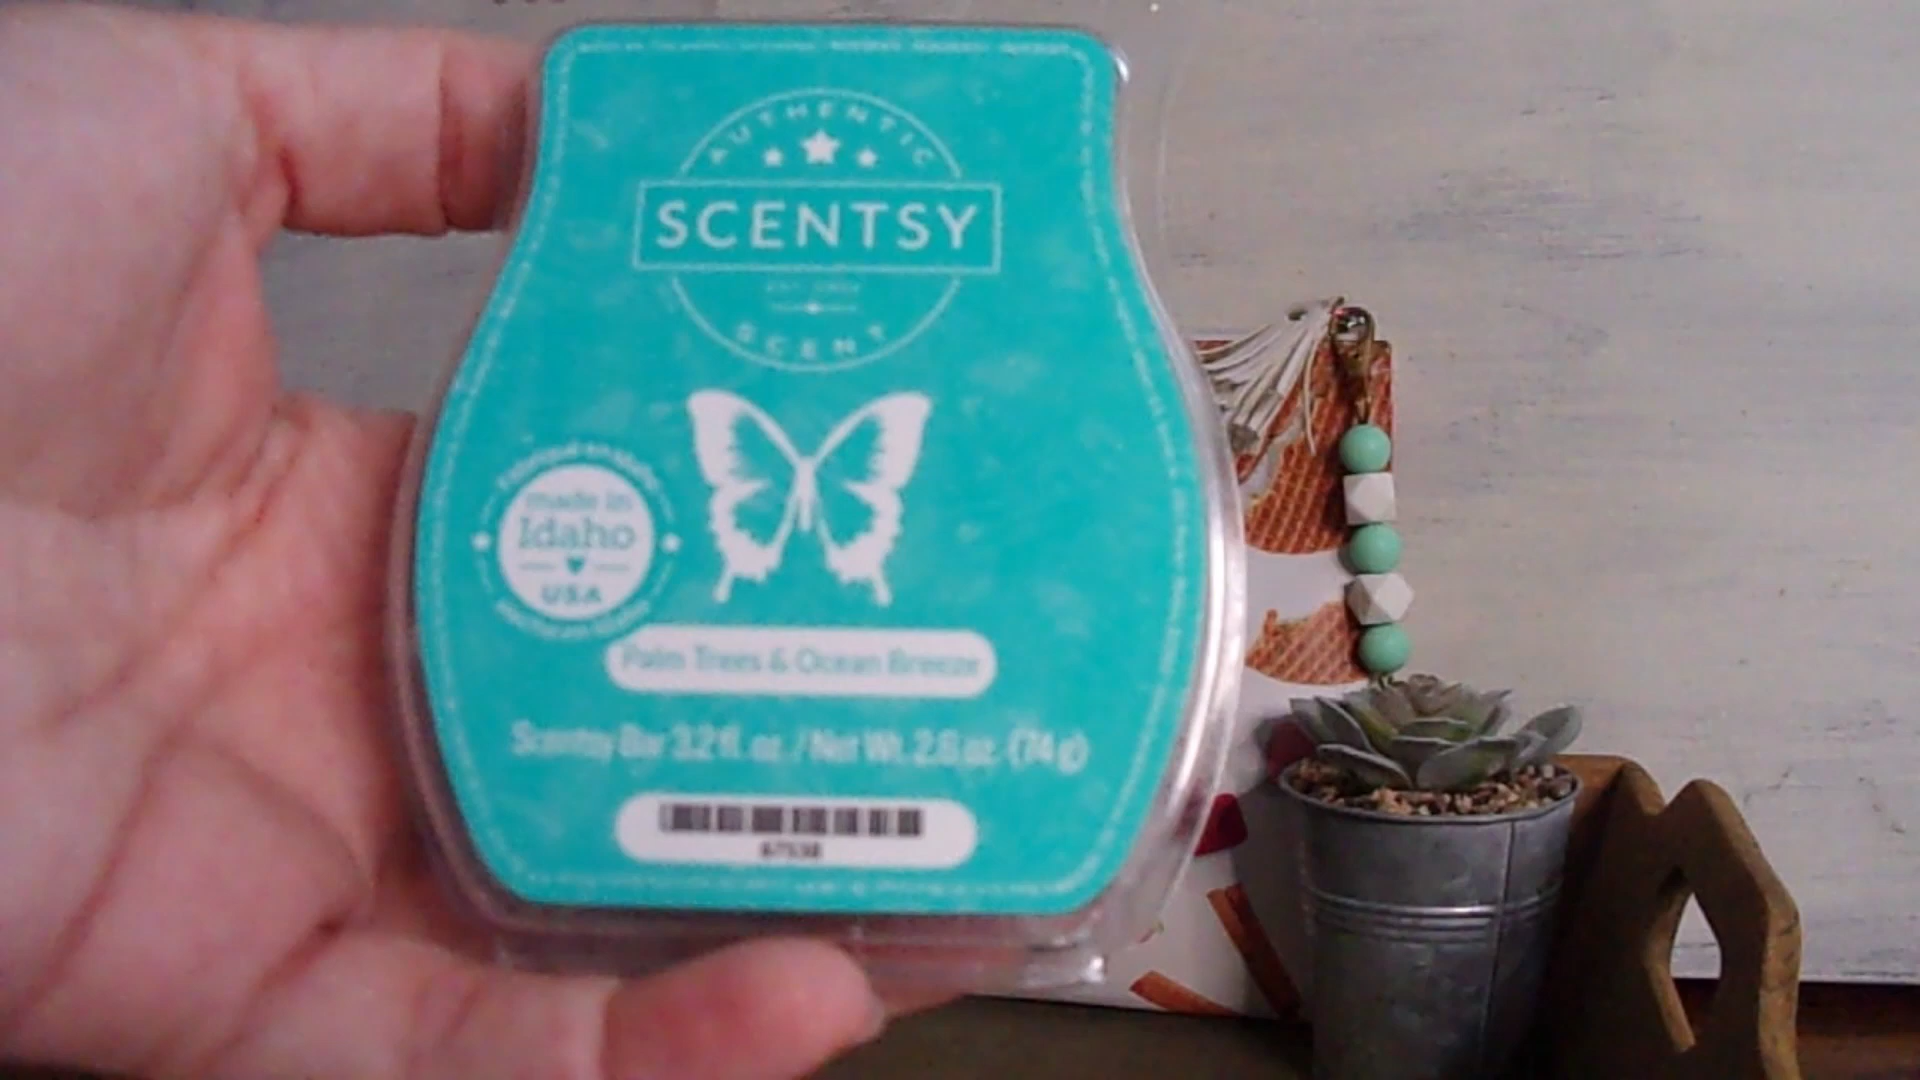 AUTHENTIC
SCENTSY
SCENT
made in
Idaho
USA
Palm Trees & Ocean Breeze
Scentsy Bar 3.2 fl. oz. / Net Wt. 2.6 oz. (74 g)